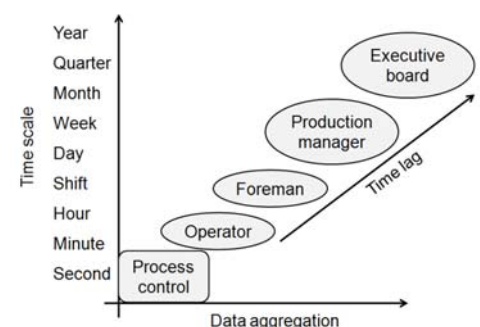 Year
Quarter
Month
Week
Day
Shift
Hour
Minute
Second
Time scale
Executive
board
Production
manager
Foreman
Operator
Process
control
Time lag
Data aggregation